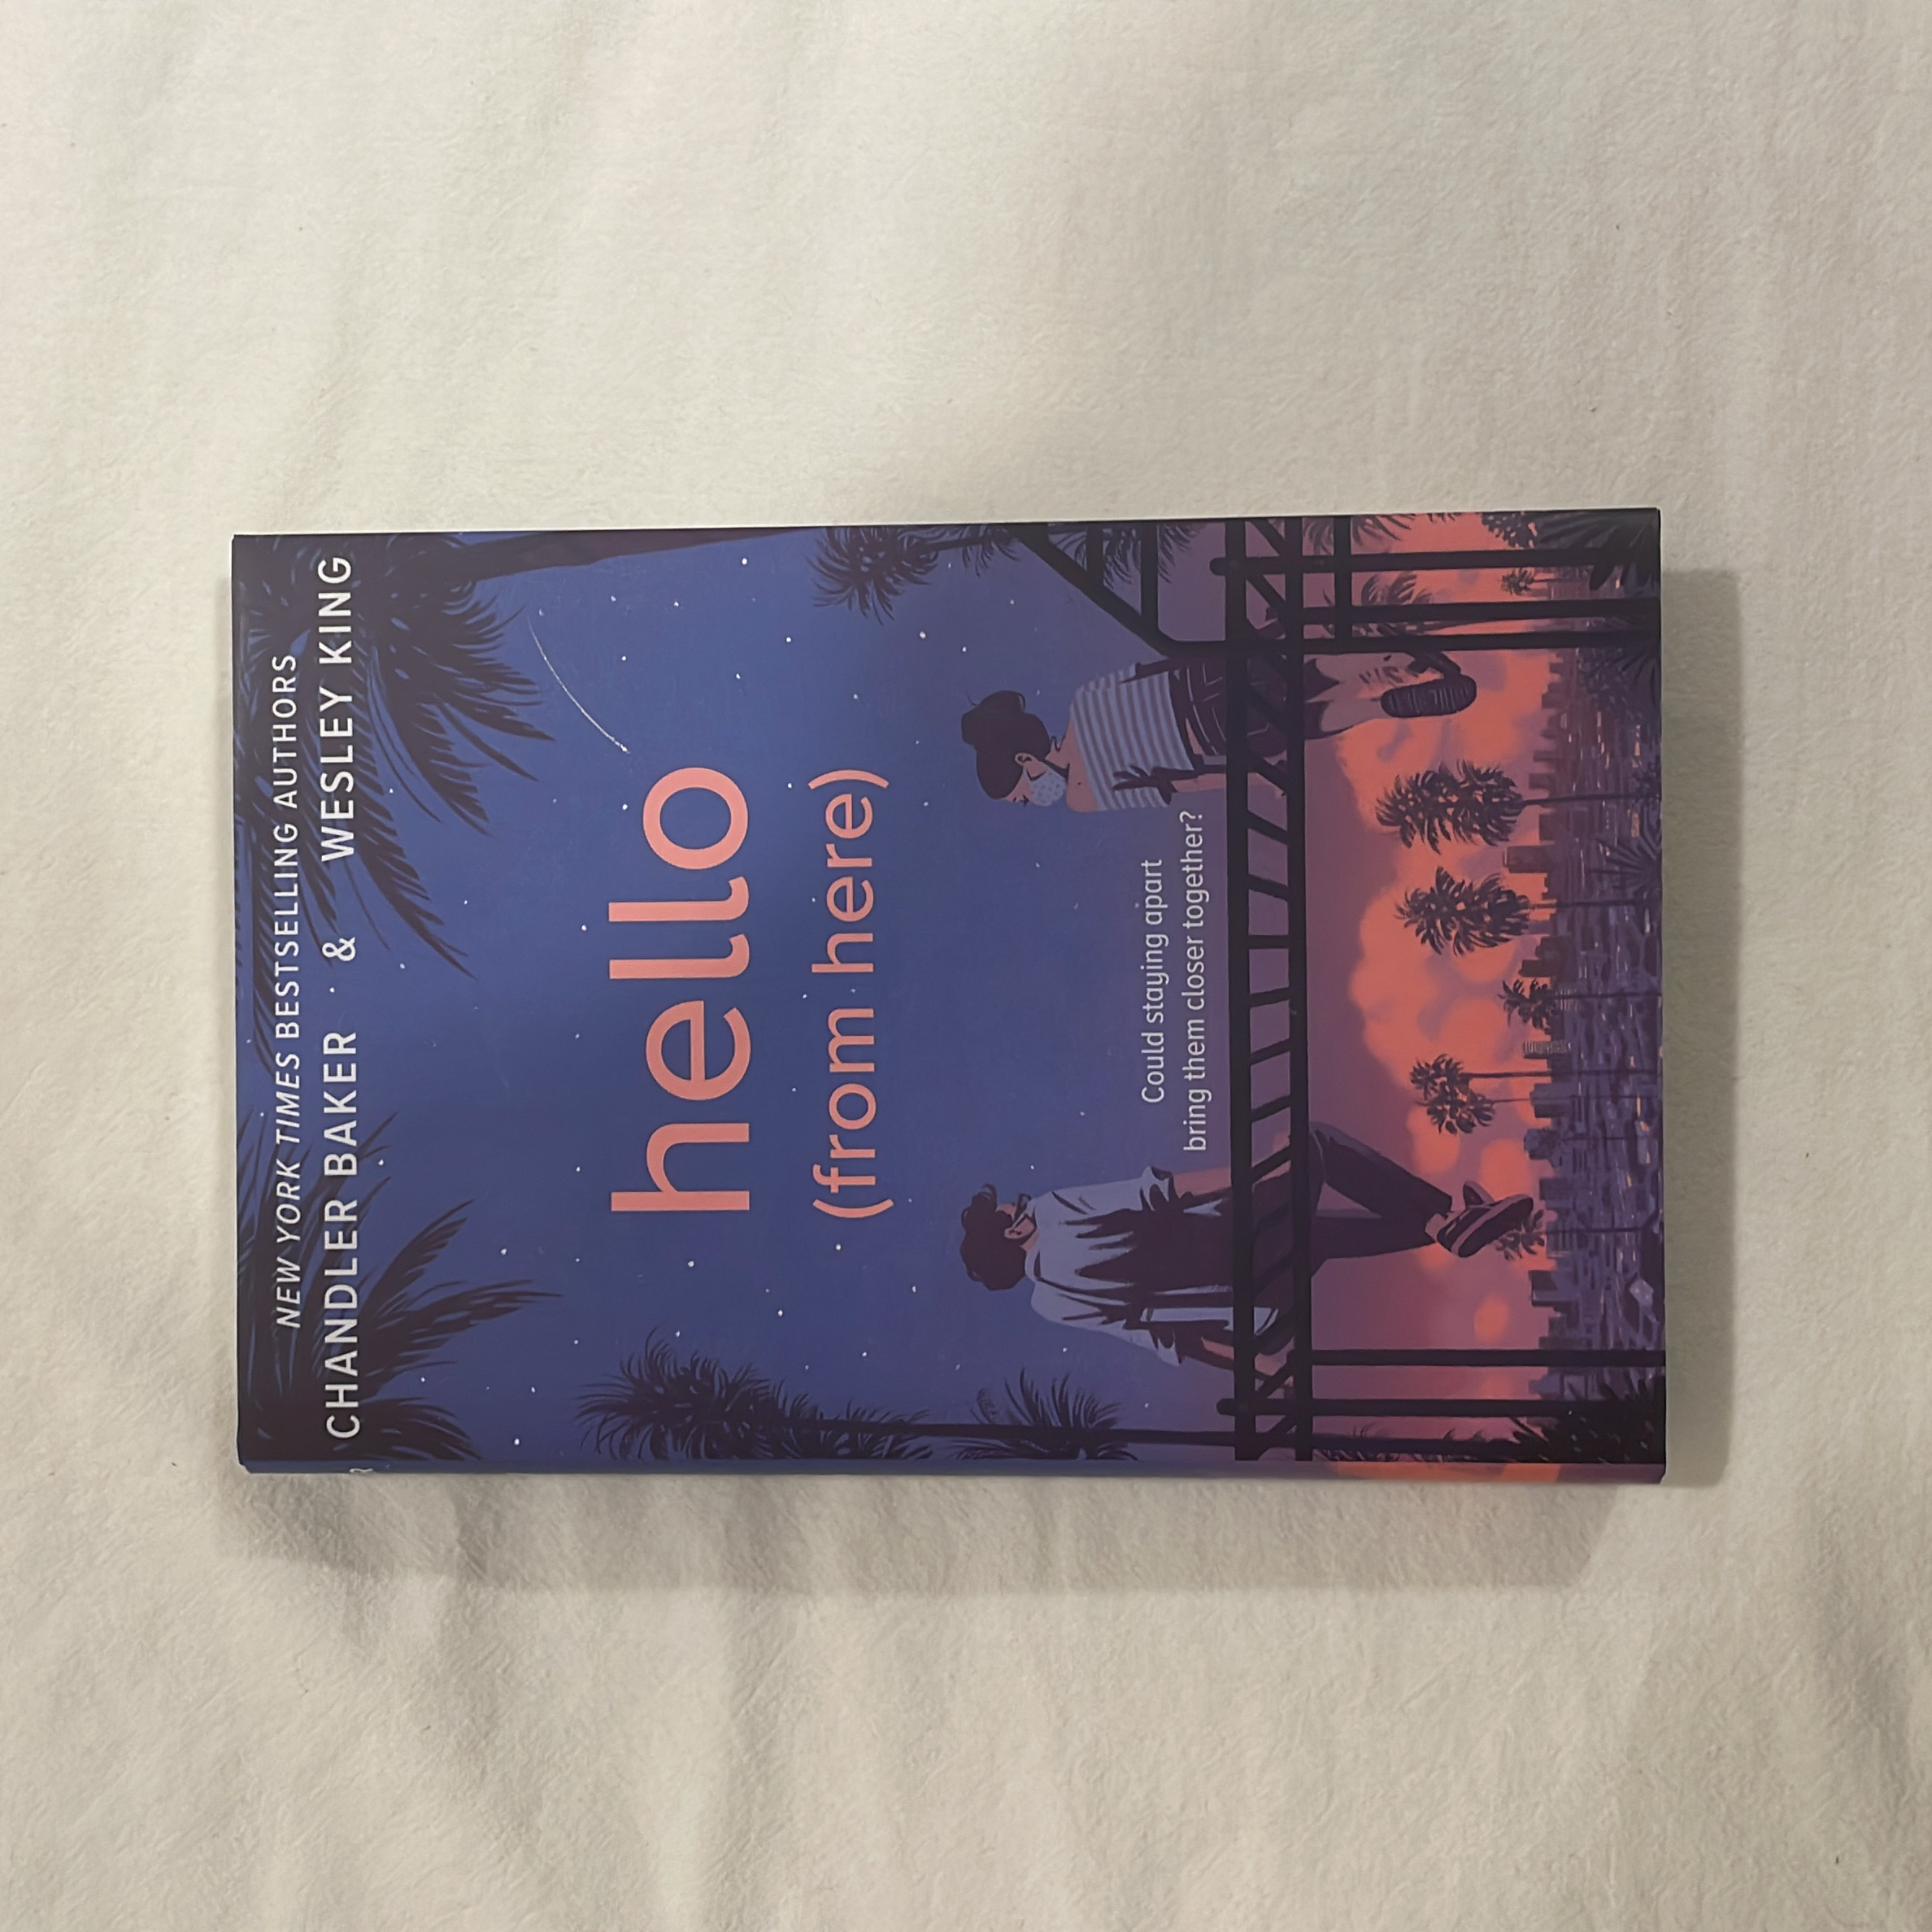 NEW YORK TIMES BESTSELLING AUTHORS
CHANDLER BAKER & WESLEY KING
hello
(from here)
Could staying apart
bring them closer together?